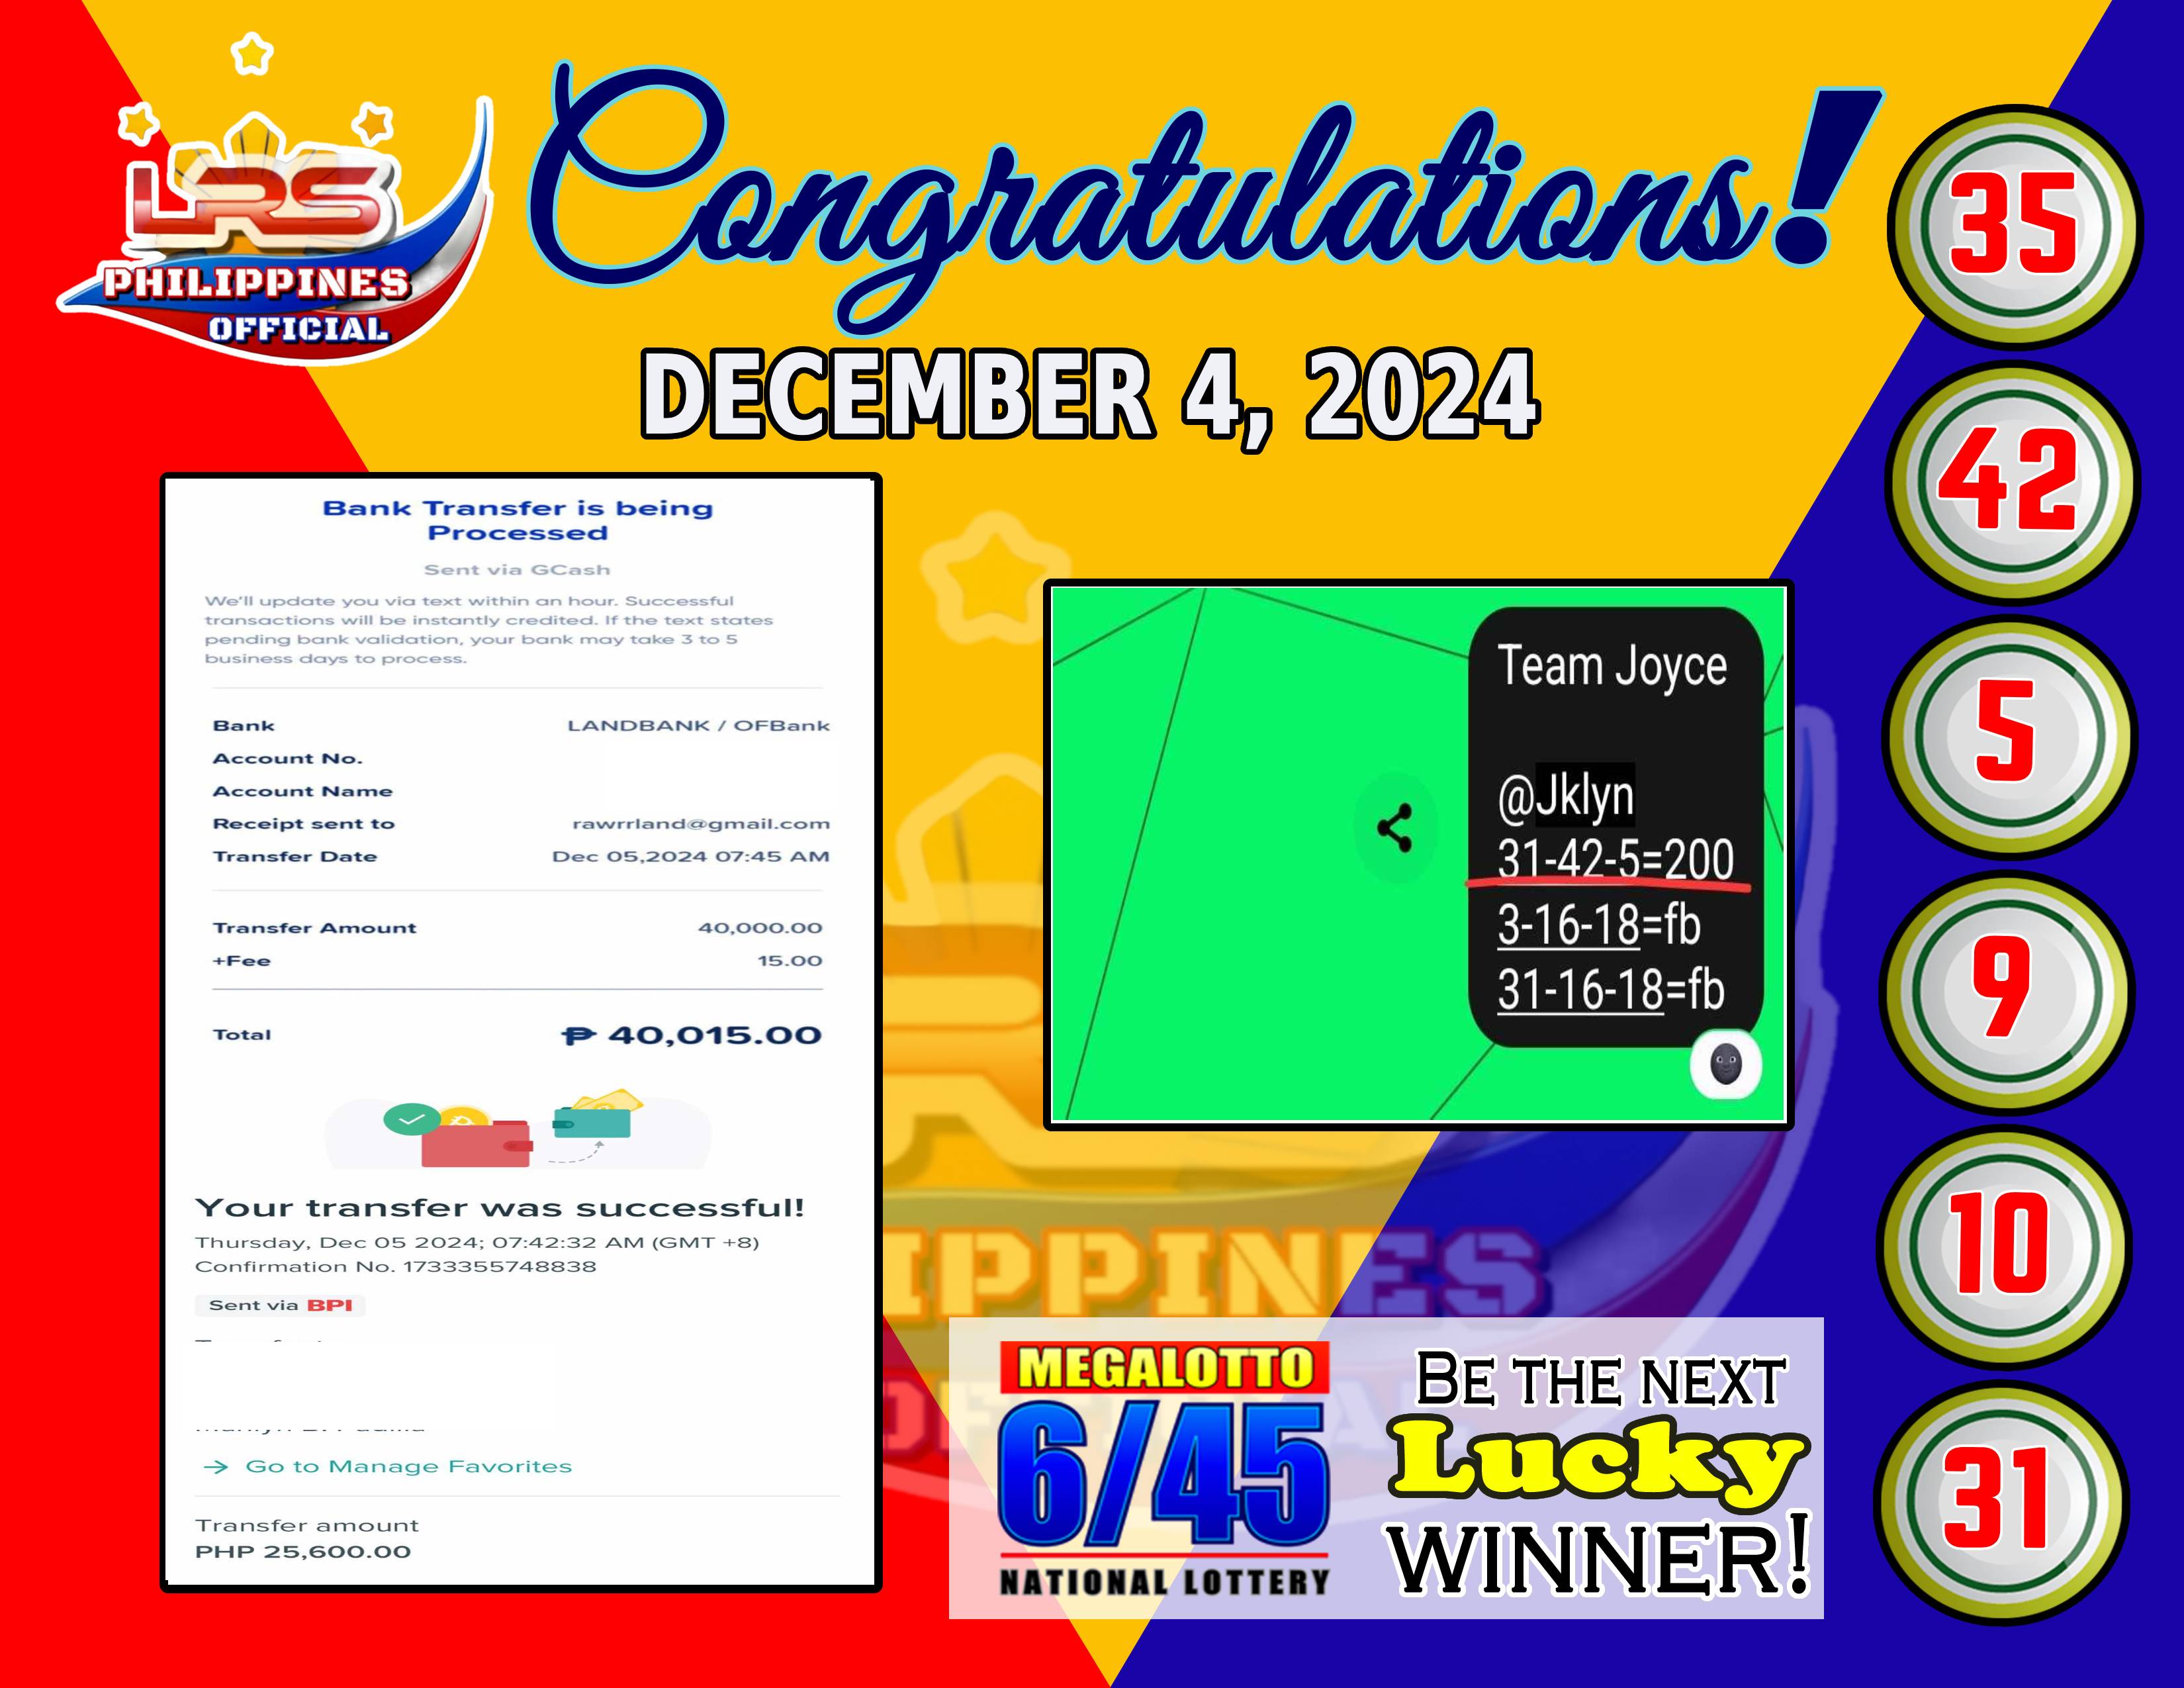 LRS
PHILIPPINES
OFFICIAL
Congratulations!
DECEMBER 4, 2024
Bank Transfer is being
Processed
Sent via GCash
We'll update you via text within an hour. Successful
transactions will be instantly credited. If the text states
pending bank validation, your bank may take 3 to 5
business days to process.
Bank LANDBANK / OFBank
Account No.
Account Name
Receipt sent to rawrrland@gmail.com
Transfer Date Dec 05,2024 07:45 AM
Transfer Amount 40,000.00
+Fee 15.00
Total ₱ 40,015.00
Your transfer was successful!
Thursday, Dec 05 2024; 07:42:32 AM (GMT +8)
Confirmation No. 1733355748838
Sent via BPI
→ Go to Manage Favorites
Transfer amount
PHP 25,600.00
Team Joyce
@Jklyn
31-42-5=200
3-16-18=fb
31-16-18=fb
MEGALOTTO
6/45
NATIONAL LOTTERY
BE THE NEXT
Lucky
WINNER!
35
42
5
9
10
31